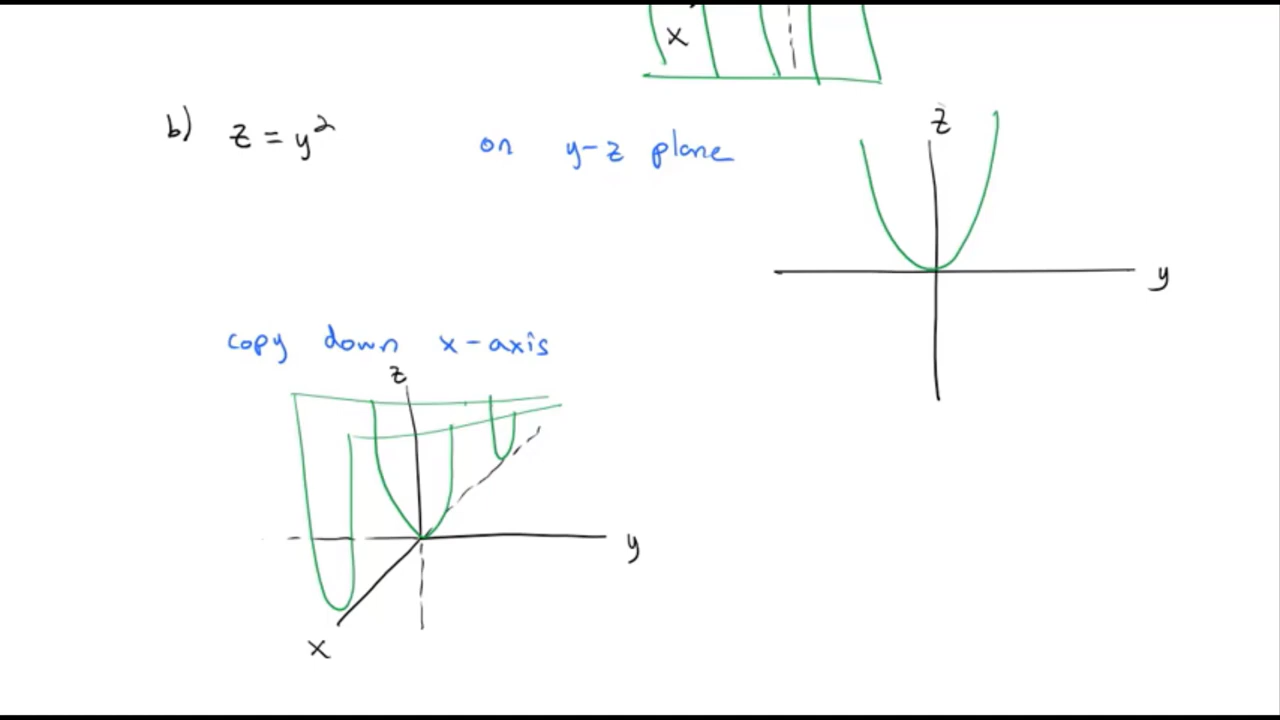 x
b) z = y² on y-z plane
z
y
copy down x-axis
z
y
x